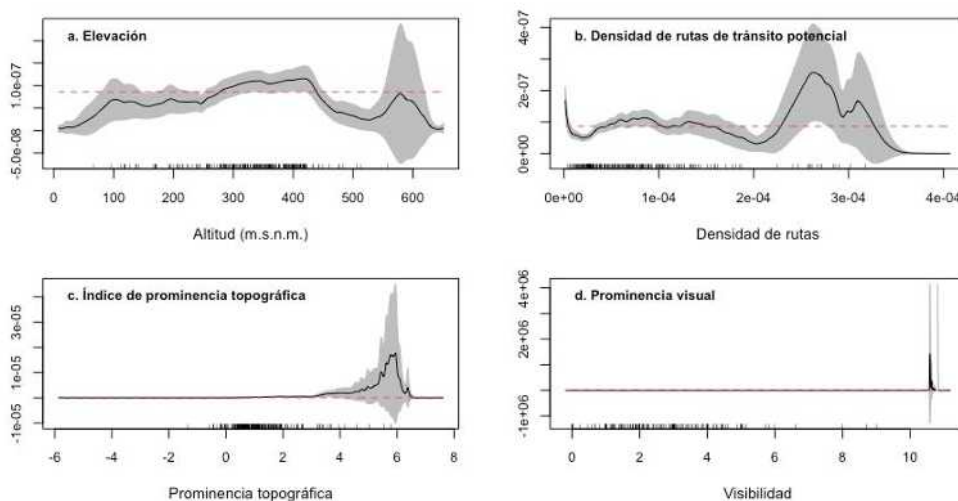 a. Elevación
1.0e-07
-5.0e-08
0 100 200 300 400 500 600
Altitud (m.s.n.m.)
b. Densidad de rutas de tránsito potencial
4e-07
2e-07
0e+00
0e+00 1e-04 2e-04 3e-04 4e-04
Densidad de rutas
c. Índice de prominencia topográfica
3e-05
1e-05
-1e-05
-6 -4 -2 0 2 4 6 8
Prominencia topográfica
d. Prominencia visual
4e+06
2e+06
-1e+06
0 2 4 6 8 10
Visibilidad